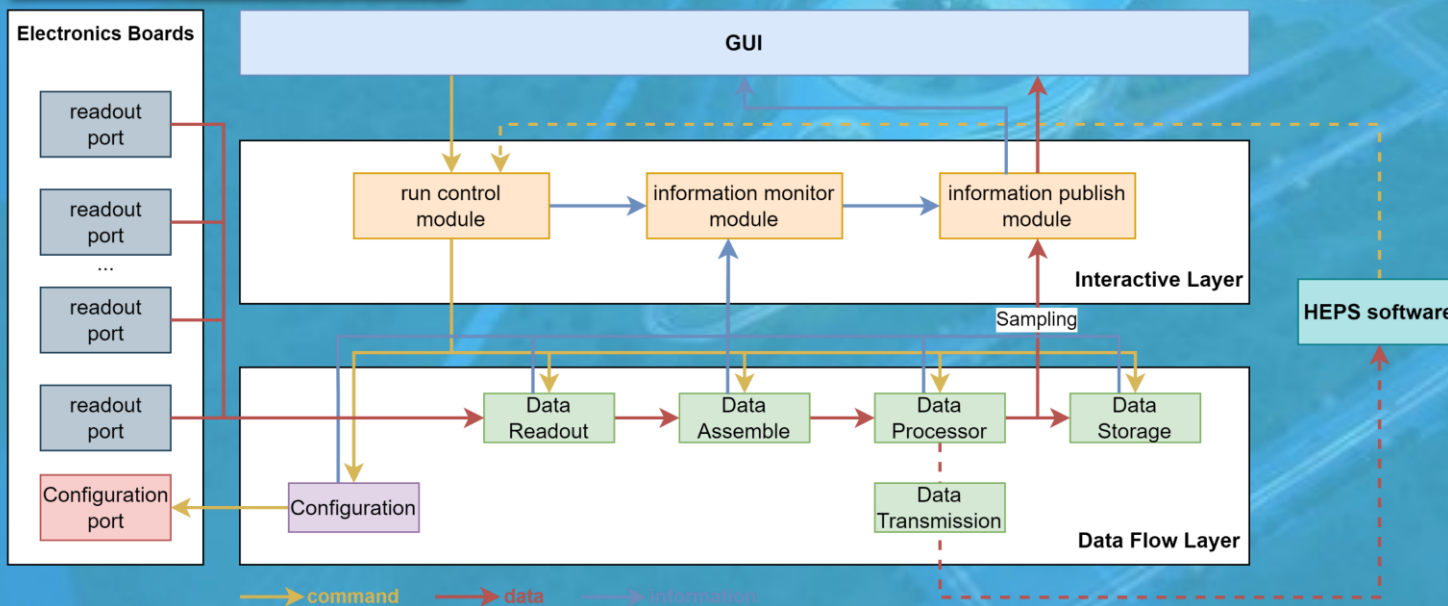 Electronics Boards
GUI
readout
port
readout
port
...
readout
port
readout
port
Configuration
port
run control
module
information monitor
module
information publish
module
Interactive Layer
Sampling
HEPS software
Data
Readout
Data
Assemble
Data
Processor
Data
Storage
Configuration
Data
Transmission
Data Flow Layer
command
data
information